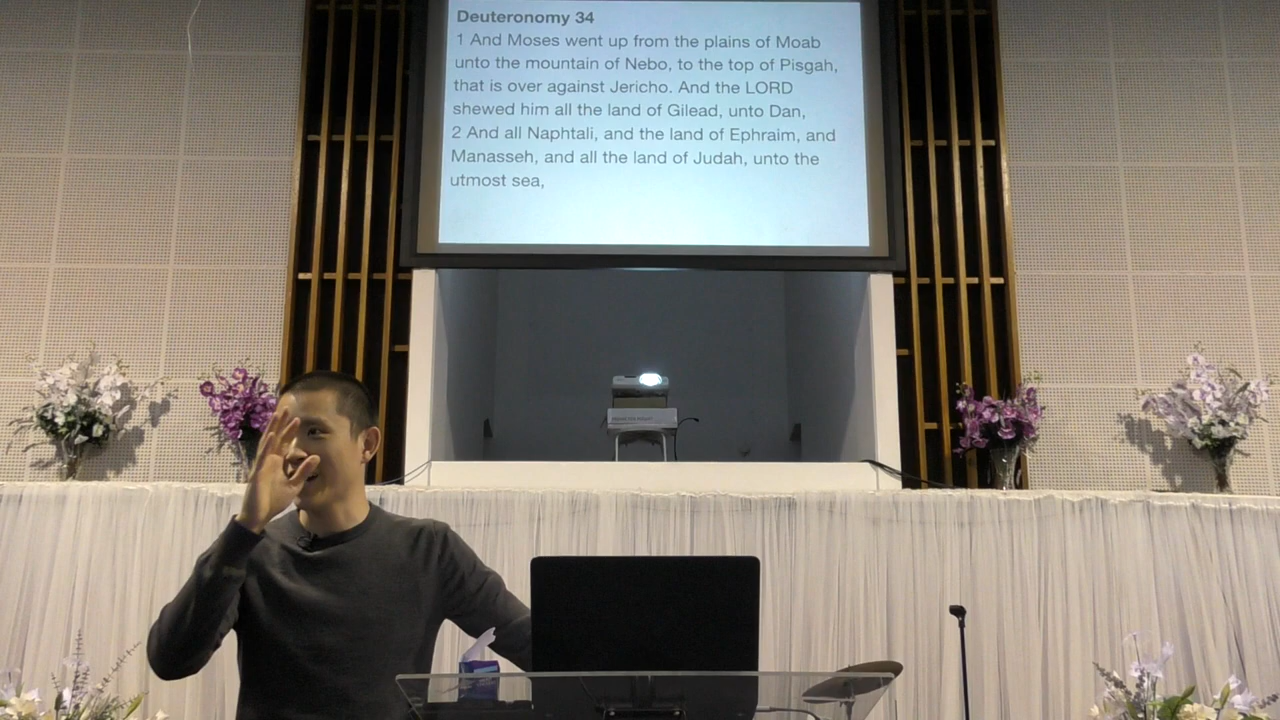 Deuteronomy 34
1 And Moses went up from the plains of Moab
unto the mountain of Nebo, to the top of Pisgah,
that is over against Jericho. And the LORD
shewed him all the land of Gilead, unto Dan,
2 And all Naphtali, and the land of Ephraim, and
Manasseh, and all the land of Judah, unto the
utmost sea,